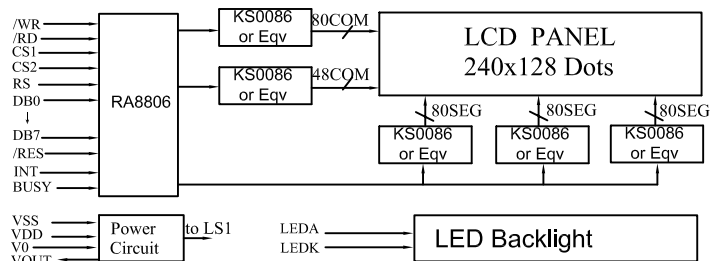 /WR
/RD
CS1
CS2
RS
DB0
DB7
/RES
INT
BUSY
RA8806
KS0086
or Eqv
80COM
KS0086
or Eqv
48COM
LCD PANEL
240x128 Dots
80SEG
80SEG
80SEG
KS0086
or Eqv
KS0086
or Eqv
KS0086
or Eqv
VSS
VDD
V0
VOUT
Power
Circuit
to LS1
LEDA
LEDK
LED Backlight